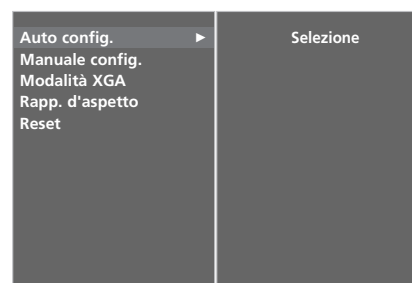 Auto config. ► Selezione
Manuale config.
Modalità XGA
Rapp. d'aspetto
Reset